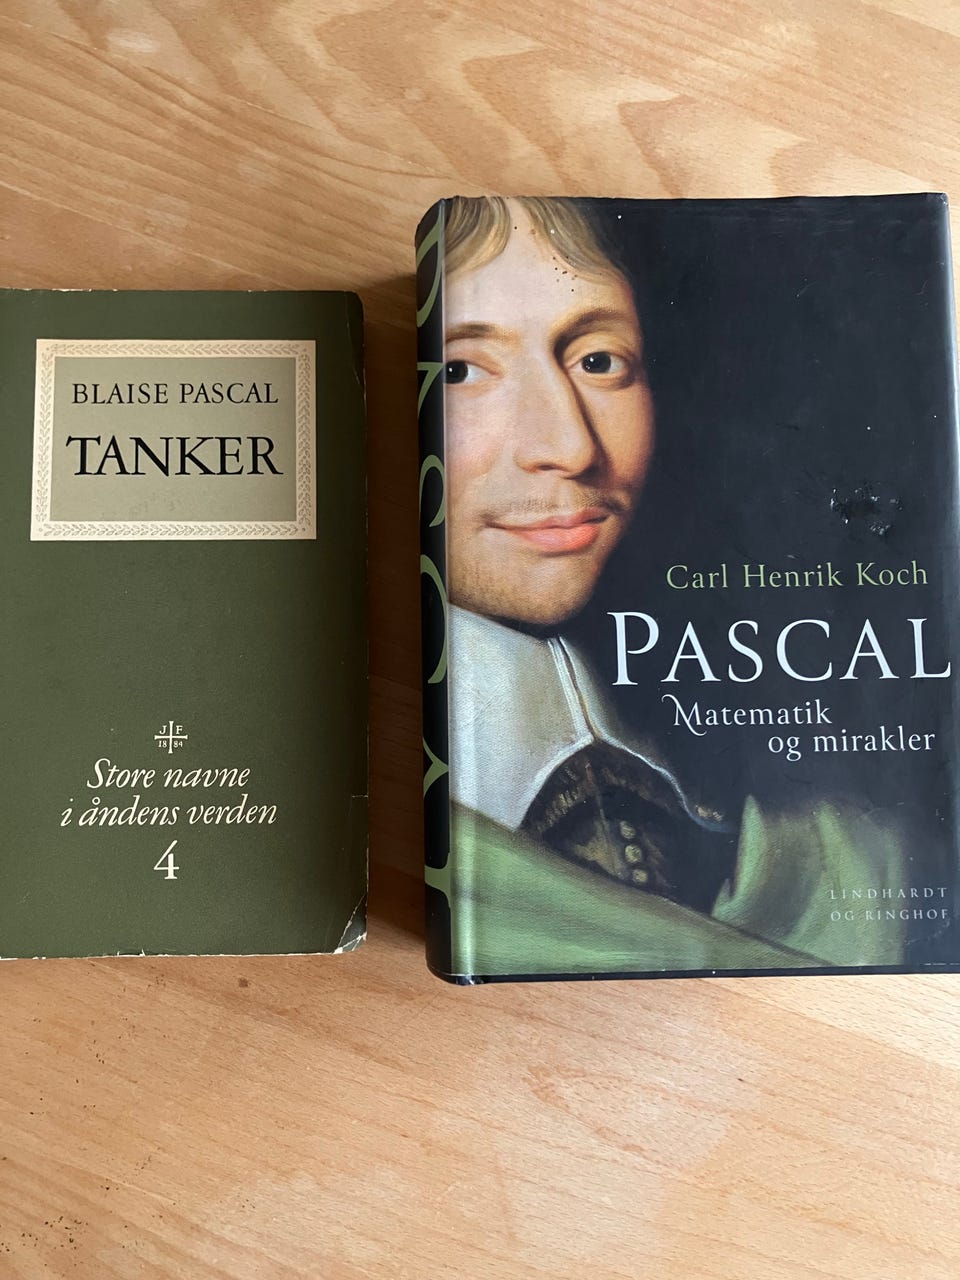 BLAISE PASCAL
TANKER
J F
18 84
Store navne
i åndens verden
4
Carl Henrik Koch
PASCAL
Matematik
og mirakler
LINDHARDT
OG RINGHOF